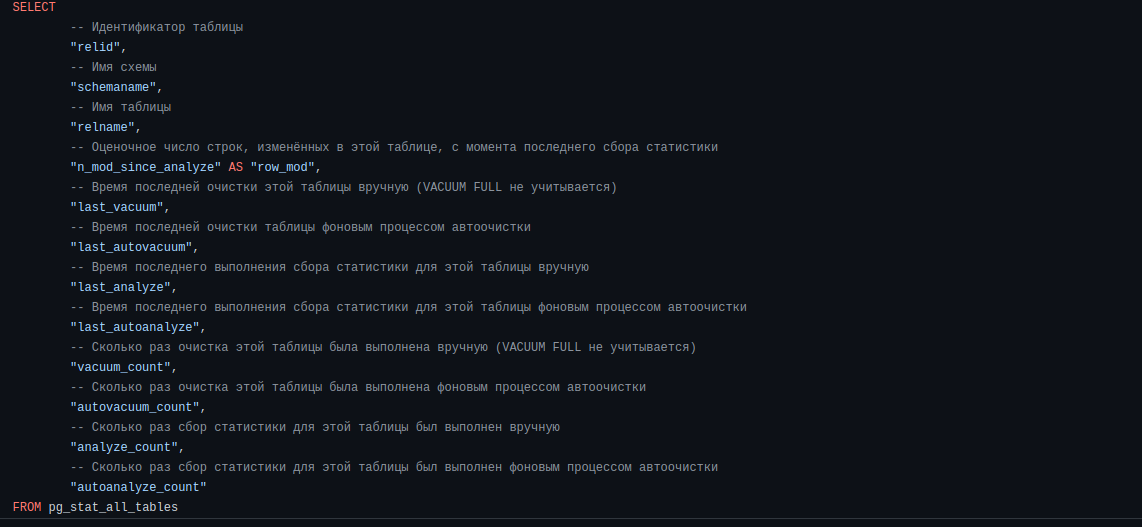 SELECT
-- Идентификатор таблицы
"relid",
-- Имя схемы
"schemaname",
-- Имя таблицы
"relname",
-- Оценочное число строк, изменённых в этой таблице, с момента последнего сбора статистики
"n_mod_since_analyze" AS "row_mod",
-- Время последней очистки этой таблицы вручную (VACUUM FULL не учитывается)
"last_vacuum",
-- Время последней очистки таблицы фоновым процессом автоочистки
"last_autovacuum",
-- Время последнего выполнения сбора статистики для этой таблицы вручную
"last_analyze",
-- Время последнего выполнения сбора статистики для этой таблицы фоновым процессом автоочистки
"last_autoanalyze",
-- Сколько раз очистка этой таблицы была выполнена вручную (VACUUM FULL не учитывается)
"vacuum_count",
-- Сколько раз очистка этой таблицы была выполнена фоновым процессом автоочистки
"autovacuum_count",
-- Сколько раз сбор статистики для этой таблицы был выполнен вручную
"analyze_count",
-- Сколько раз сбор статистики для этой таблицы был выполнен фоновым процессом автоочистки
"autoanalyze_count"
FROM pg_stat_all_tables